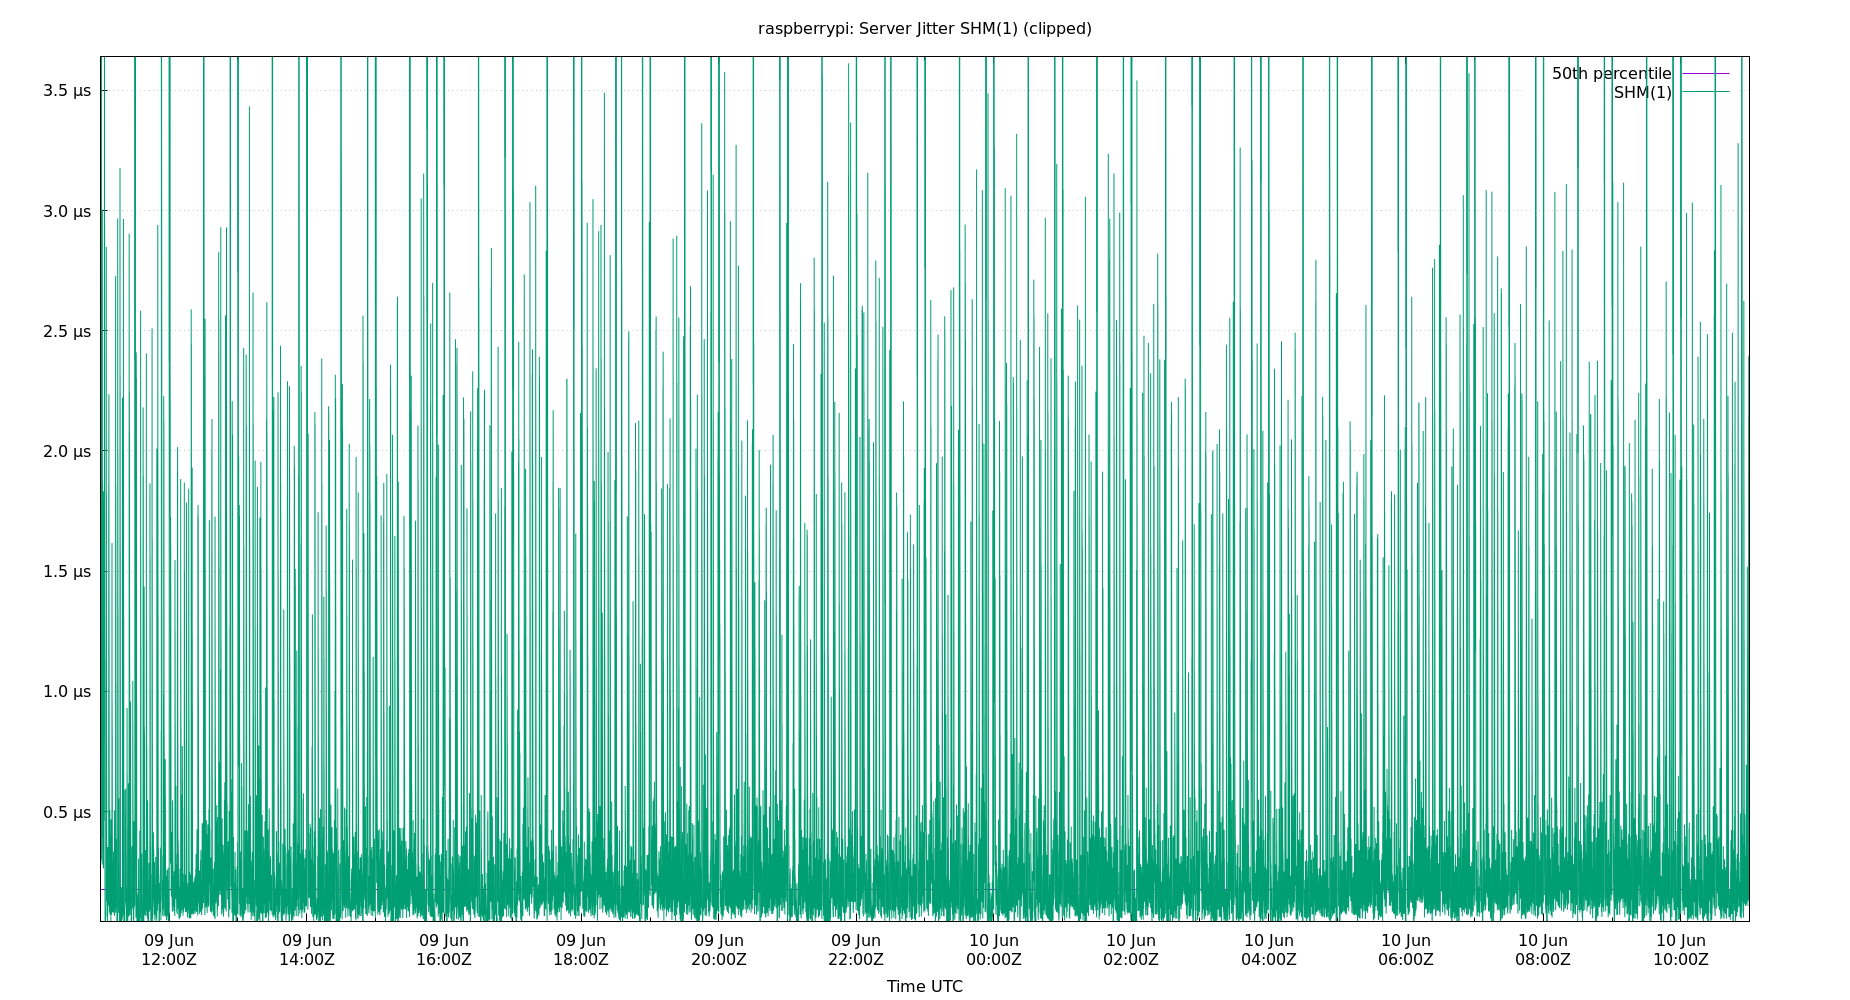 raspberrypi: Server Jitter SHM(1) (clipped)
50th percentile
SHM(1)
3.5 µs
3.0 µs
2.5 µs
2.0 µs
1.5 µs
1.0 µs
0.5 µs
09 Jun 09 Jun 09 Jun 09 Jun 09 Jun 09 Jun 10 Jun 10 Jun 10 Jun 10 Jun 10 Jun 10 Jun
12:00Z 14:00Z 16:00Z 18:00Z 20:00Z 22:00Z 00:00Z 02:00Z 04:00Z 06:00Z 08:00Z 10:00Z
Time UTC